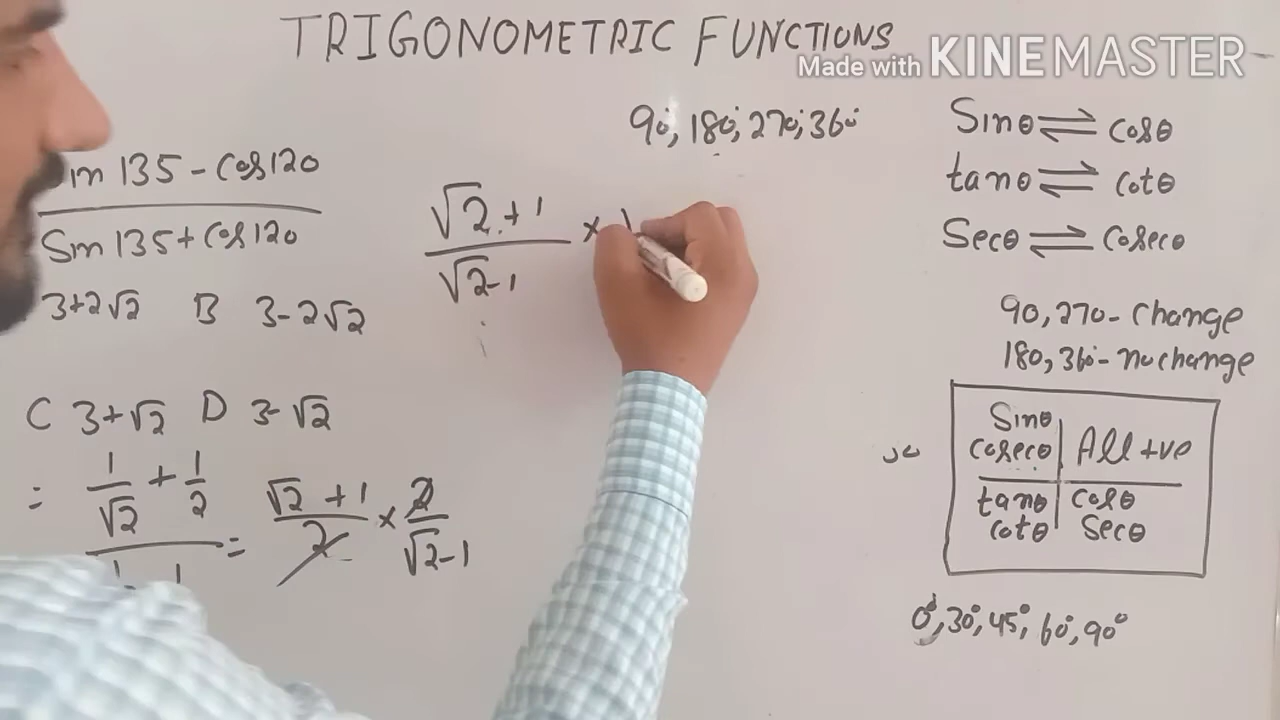 TRIGONOMETRIC FUNCTIONS
Made with KINEMASTER
90°, 180°, 270°, 360°
in 135 - Cos 120
Sin 135 + Cos 120
3+2√2 B 3-2√2
C 3+√2 D 3-√2
= 1/√2 + 1/2
= √2 + 1 / 2 × 2 / √2 - 1
√2 + 1 / √2 - 1 ×
Sinθ ⇌ cosθ
tanθ ⇌ cotθ
Secθ ⇌ Cosecθ
90, 270 - Change
180, 360 - No change
Sinθ
Cosecθ
All +ve
tanθ
cotθ
Cosθ
Secθ
0°, 30°, 45°, 60°, 90°